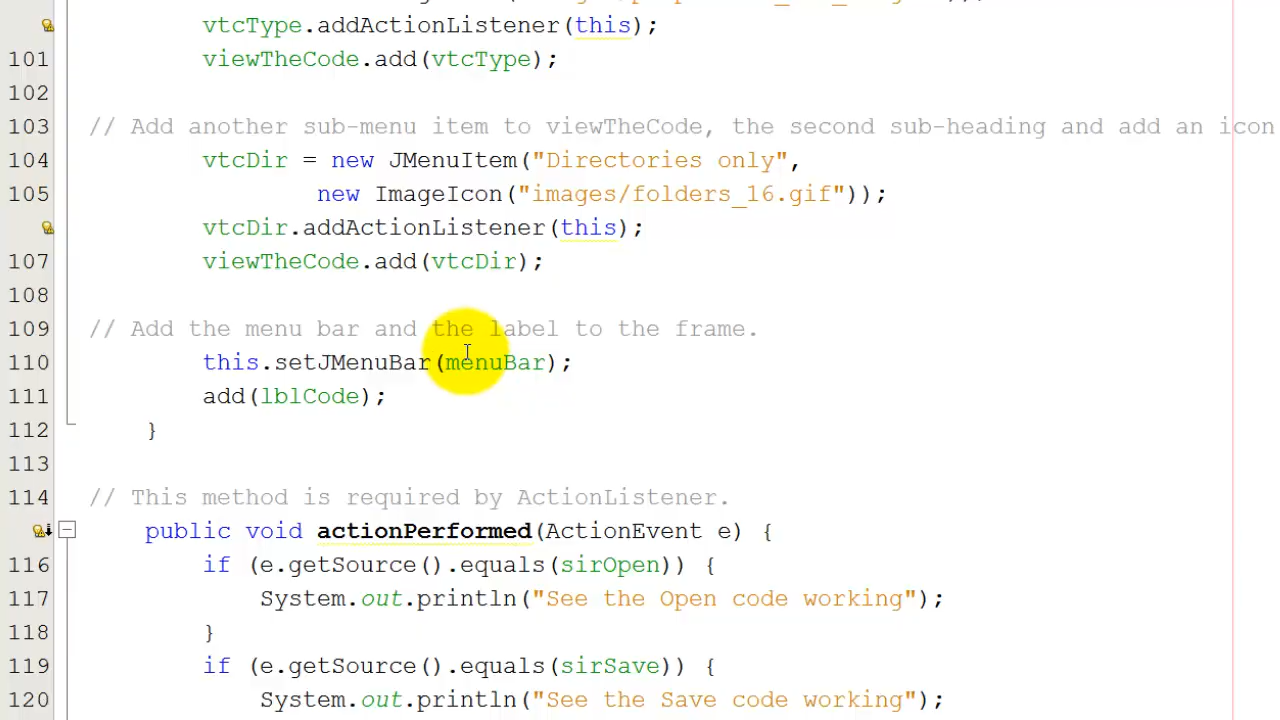 vtcType.addActionListener(this);
101 viewTheCode.add(vtcType);
102
103 // Add another sub-menu item to viewTheCode, the second sub-heading and add an icon
104 vtcDir = new JMenuItem("Directories only",
105 new ImageIcon("images/folders_16.gif"));
vtcDir.addActionListener(this);
107 viewTheCode.add(vtcDir);
108
109 // Add the menu bar and the label to the frame.
110 this.setJMenuBar(menuBar);
111 add(lblCode);
112 }
113
114 // This method is required by ActionListener.
public void actionPerformed(ActionEvent e) {
116 if (e.getSource().equals(sirOpen)) {
117 System.out.println("See the Open code working");
118 }
119 if (e.getSource().equals(sirSave)) {
120 System.out.println("See the Save code working");